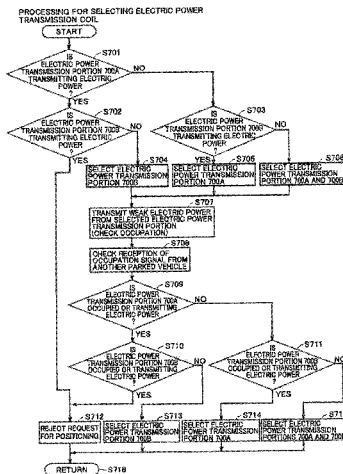 PROCESSING FOR SELECTING ELECTRIC POWER
TRANSMISSION COIL
START
S701
IS
ELECTRIC POWER
TRANSMISSION PORTION 700A
TRANSMITTING ELECTRIC
POWER
?
NO
YES
S702
IS
ELECTRIC POWER
TRANSMISSION PORTION 700B
TRANSMITTING ELECTRIC
POWER
?
NO
YES
S703
IS
ELECTRIC POWER
TRANSMISSION PORTION 700B
TRANSMITTING ELECTRIC
POWER
?
NO
YES
S704
SELECT ELECTRIC
POWER TRANSMISSION
PORTION 700B
S705
SELECT ELECTRIC
POWER TRANSMISSION
PORTION 700A
S706
SELECT ELECTRIC
POWER TRANSMISSION
PORTION 700A AND 700B
S707
TRANSMIT WEAK ELECTRIC POWER
FROM SELECTED ELECTRIC POWER
TRANSMISSION PORTION
(CHECK OCCUPATION)
S708
CHECK RECEPTION OF
OCCUPATION SIGNAL FROM
ANOTHER PARKED VEHICLE
S709
IS
ELECTRIC POWER
TRANSMISSION PORTION 700A
OCCUPIED OR TRANSMITTING
ELECTRIC POWER
?
NO
YES
S710
IS
ELECTRIC POWER
TRANSMISSION PORTION 700B
OCCUPIED OR TRANSMITTING
ELECTRIC POWER
?
NO
YES
S711
IS
ELECTRIC POWER
TRANSMISSION PORTION 700B
OCCUPIED OR TRANSMITTING
ELECTRIC POWER
?
NO
YES
S712
REJECT REQUEST
FOR POSITIONING
S713
SELECT ELECTRIC
POWER TRANSMISSION
PORTION 700B
S714
SELECT ELECTRIC
POWER TRANSMISSION
PORTION 700A
SELECT ELECTRIC
POWER TRANSMISSION
PORTIONS 700A AND 700B
RETURN
S716